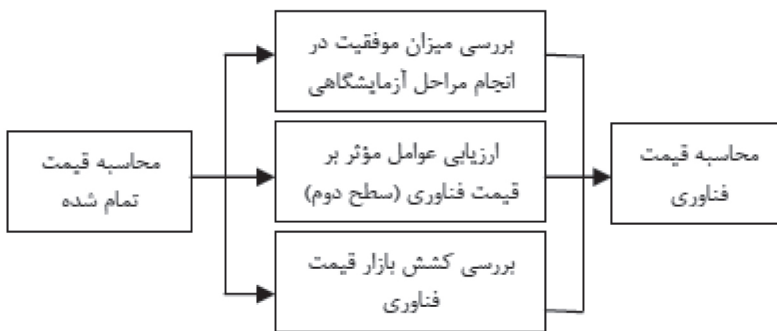 محاسبه قیمت
تمام شده
بررسی میزان موفقیت در
انجام مراحل آزمایشگاهی
ارزیابی عوامل مؤثر بر
قیمت فناوری (سطح دوم)
بررسی کشش بازار قیمت
فناوری
محاسبه قیمت
فناوری